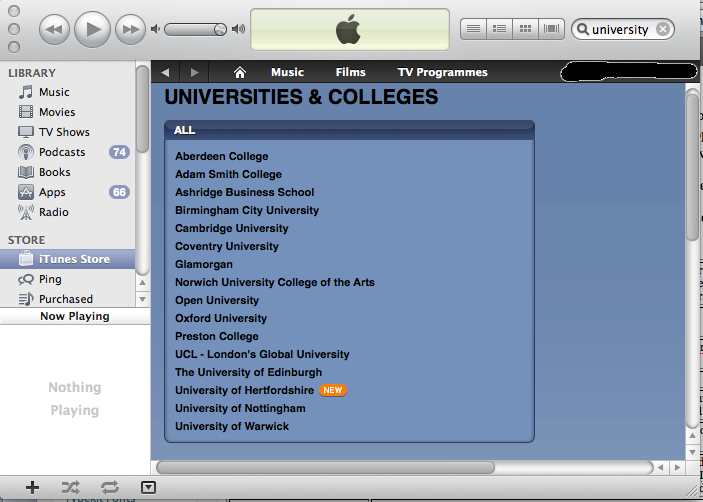 university
LIBRARY
Music
Movies
TV Shows
Podcasts 74
Books
Apps 66
Radio
STORE
iTunes Store
Ping
Purchased
Now Playing
Nothing
Playing
Music Films TV Programmes
UNIVERSITIES & COLLEGES
ALL
Aberdeen College
Adam Smith College
Ashridge Business School
Birmingham City University
Cambridge University
Coventry University
Glamorgan
Norwich University College of the Arts
Open University
Oxford University
Preston College
UCL - London's Global University
The University of Edinburgh
University of Hertfordshire NEW
University of Nottingham
University of Warwick